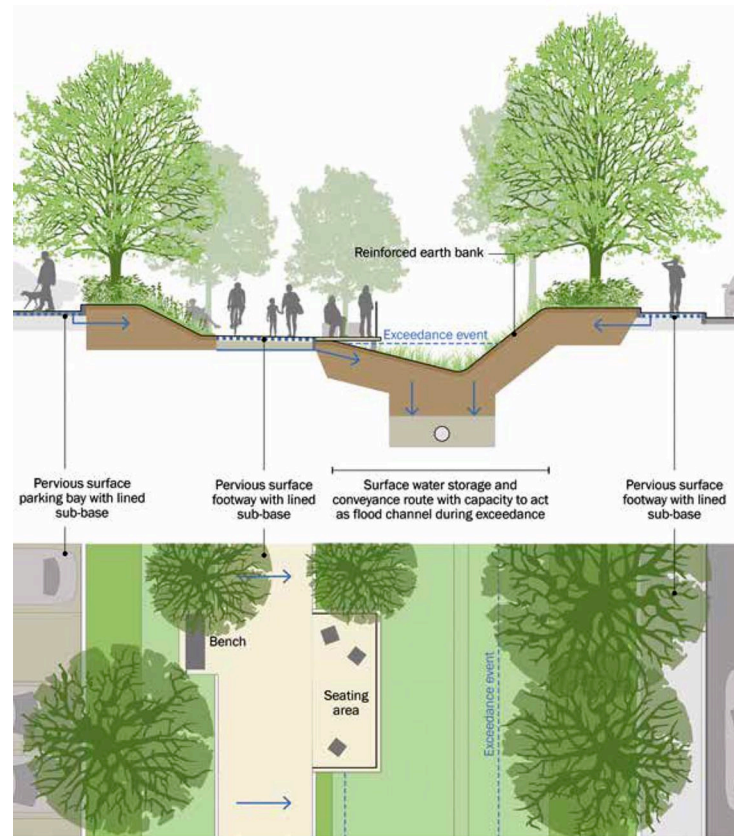 Reinforced earth bank
Exceedance event
Pervious surface
parking bay with lined
sub-base
Pervious surface
footway with lined
sub-base
Surface water storage and
conveyance route with capacity to act
as flood channel during exceedance
Pervious surface
footway with lined
sub-base
Bench
Seating
area
Exceedance event